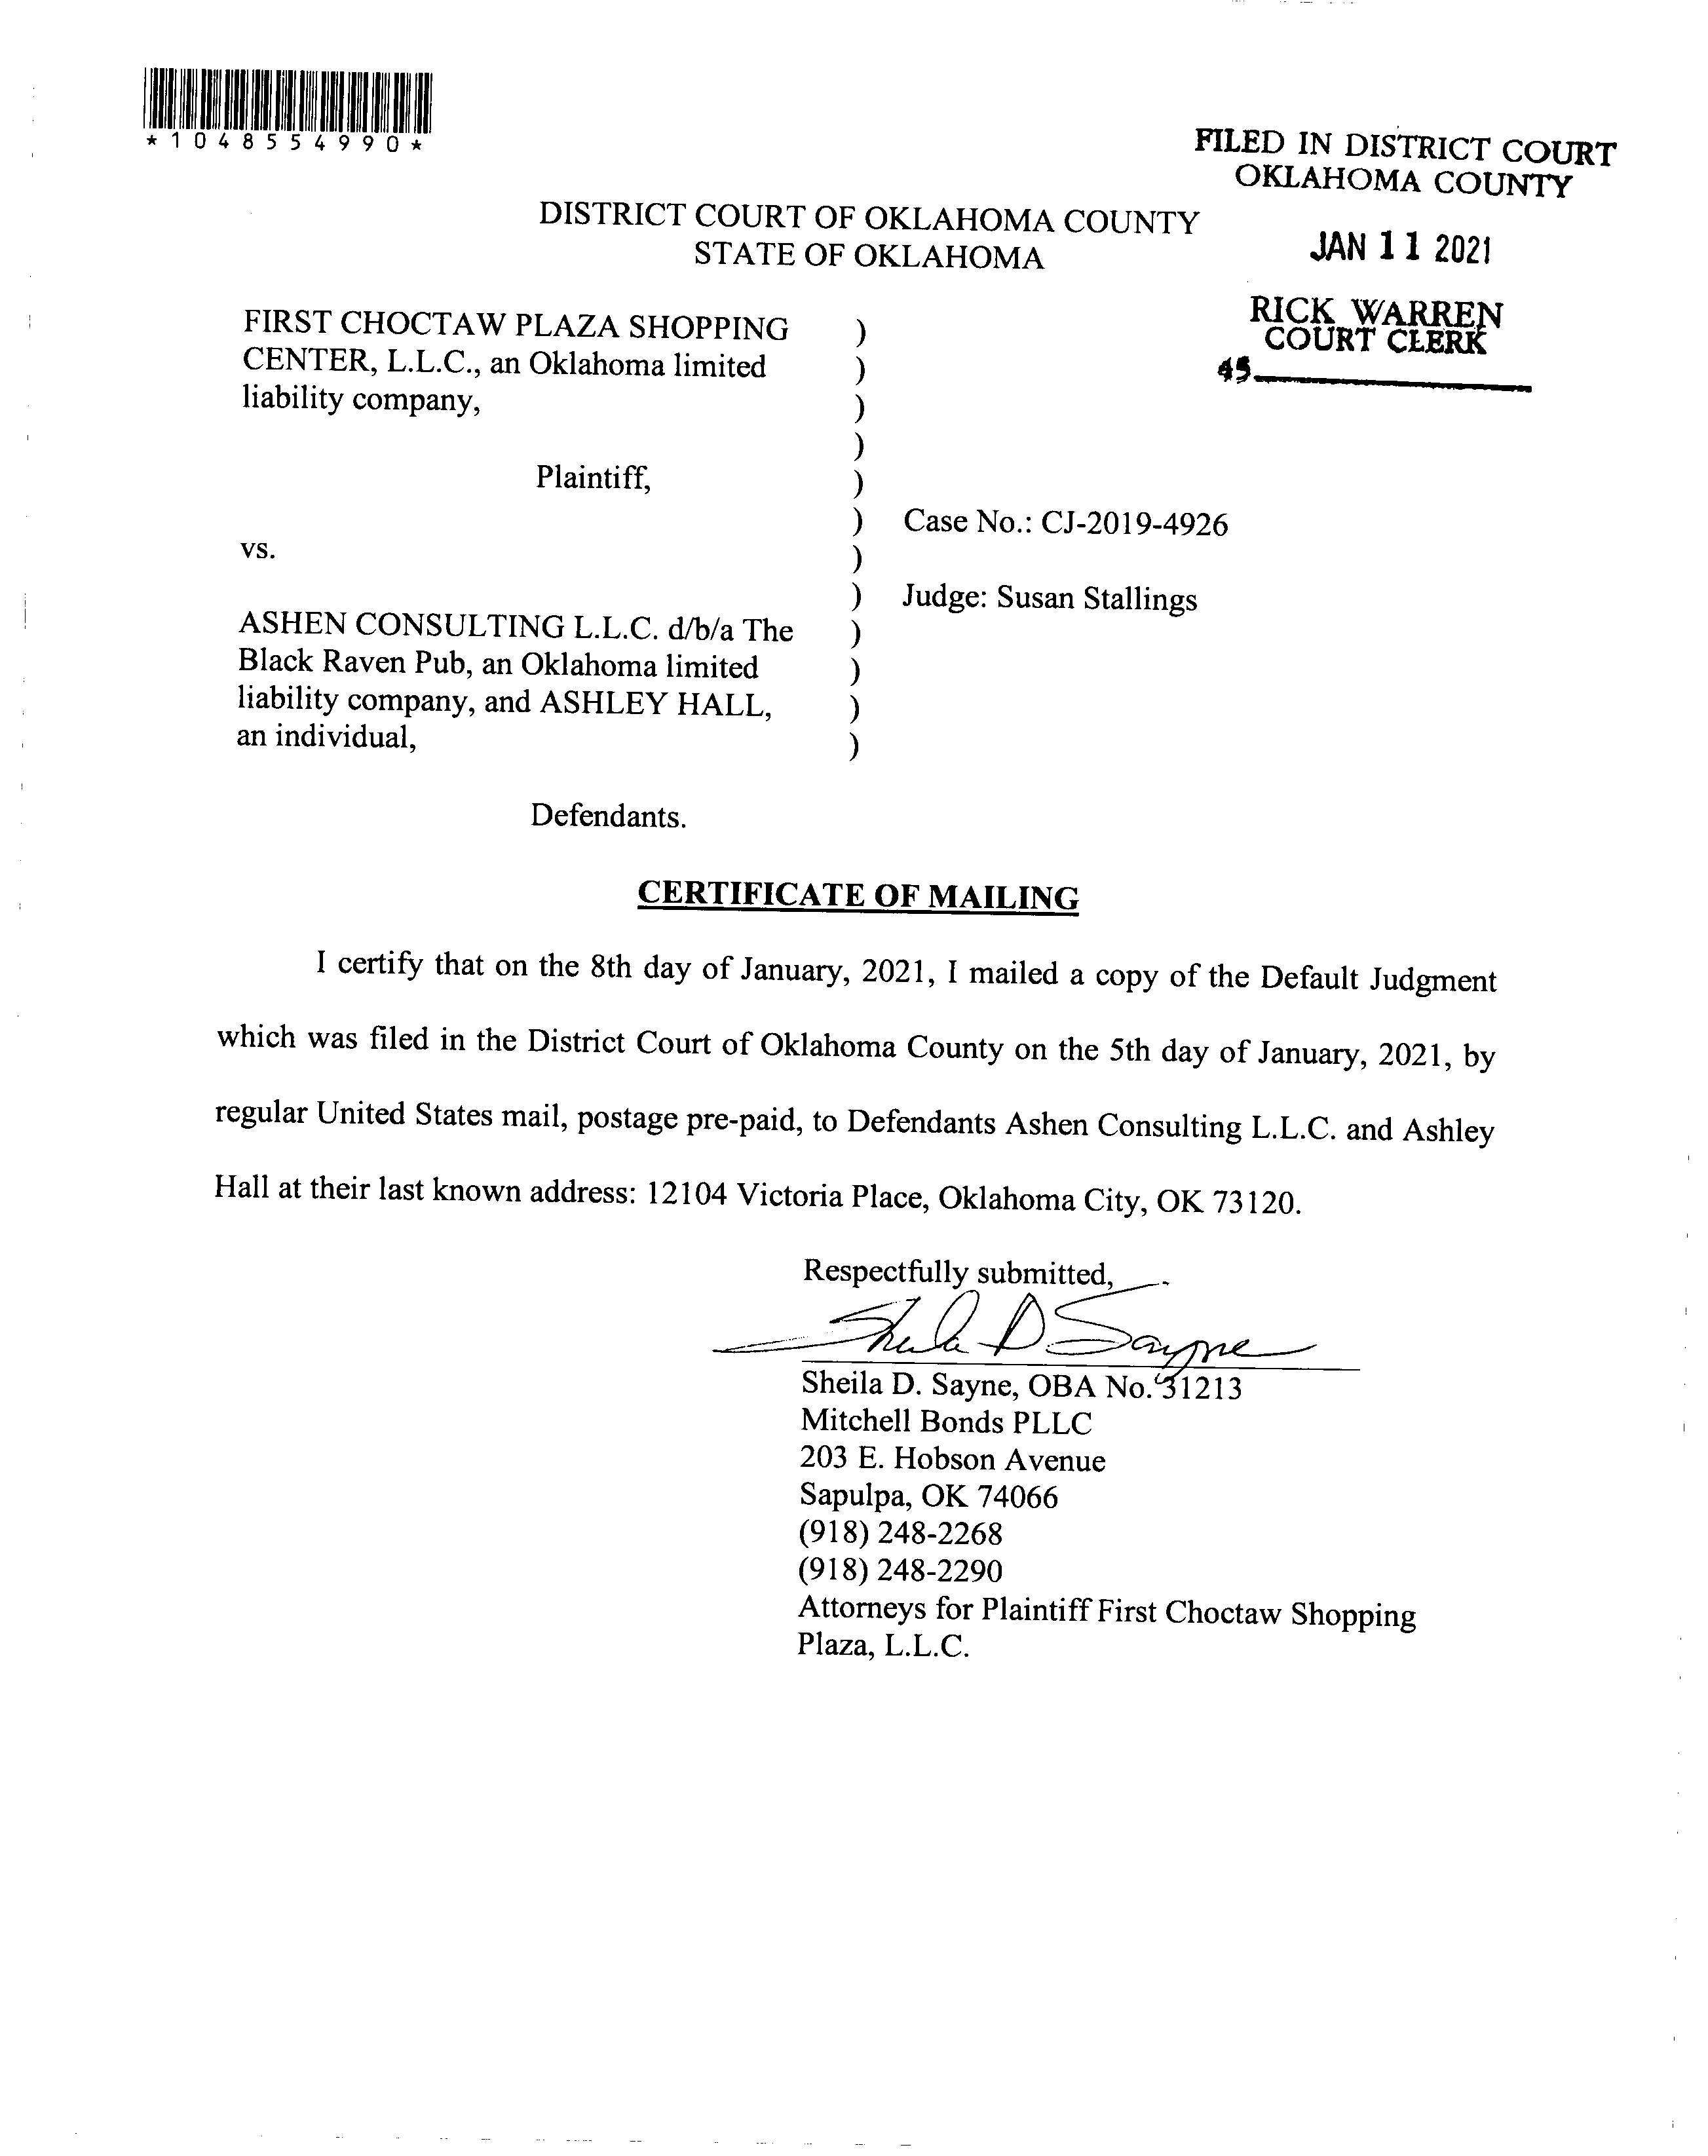 *1048554990*
FILED IN DISTRICT COURT
OKLAHOMA COUNTY
DISTRICT COURT OF OKLAHOMA COUNTY
STATE OF OKLAHOMA
JAN 11 2021
RICK WARREN
COURT CLERK
45
FIRST CHOCTAW PLAZA SHOPPING )
CENTER, L.L.C., an Oklahoma limited )
liability company, )
)
Plaintiff, )
) Case No.: CJ-2019-4926
vs. )
) Judge: Susan Stallings
ASHEN CONSULTING L.L.C. d/b/a The )
Black Raven Pub, an Oklahoma limited )
liability company, and ASHLEY HALL, )
an individual, )
Defendants.
CERTIFICATE OF MAILING
I certify that on the 8th day of January, 2021, I mailed a copy of the Default Judgment
which was filed in the District Court of Oklahoma County on the 5th day of January, 2021, by
regular United States mail, postage pre-paid, to Defendants Ashen Consulting L.L.C. and Ashley
Hall at their last known address: 12104 Victoria Place, Oklahoma City, OK 73120.
Respectfully submitted,
Sheila D Sayne
Sheila D. Sayne, OBA No. 31213
Mitchell Bonds PLLC
203 E. Hobson Avenue
Sapulpa, OK 74066
(918) 248-2268
(918) 248-2290
Attorneys for Plaintiff First Choctaw Shopping
Plaza, L.L.C.